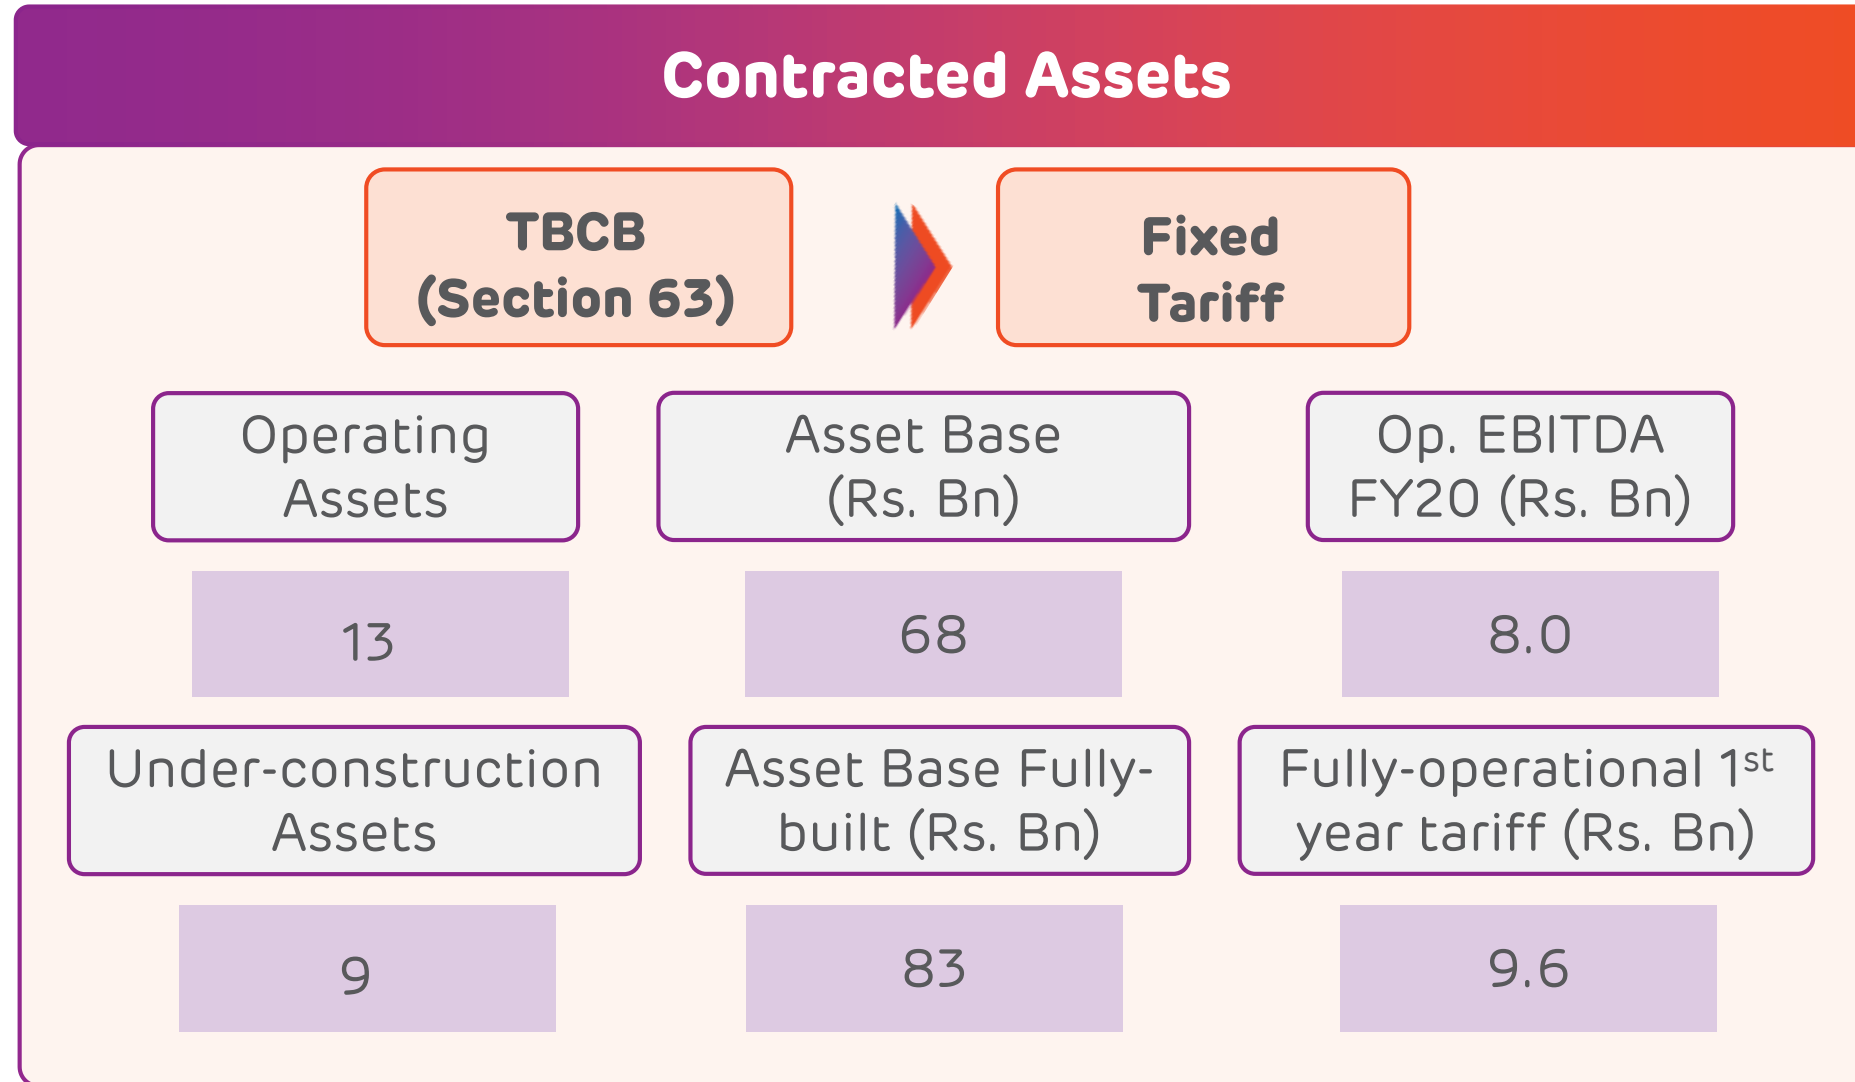 Contracted Assets
TBCB
(Section 63)
Fixed
Tariff
Operating
Assets
Asset Base
(Rs. Bn)
Op. EBITDA
FY20 (Rs. Bn)
13
68
8.0
Under-construction
Assets
Asset Base Fully-
built (Rs. Bn)
Fully-operational 1st
year tariff (Rs. Bn)
9
83
9.6